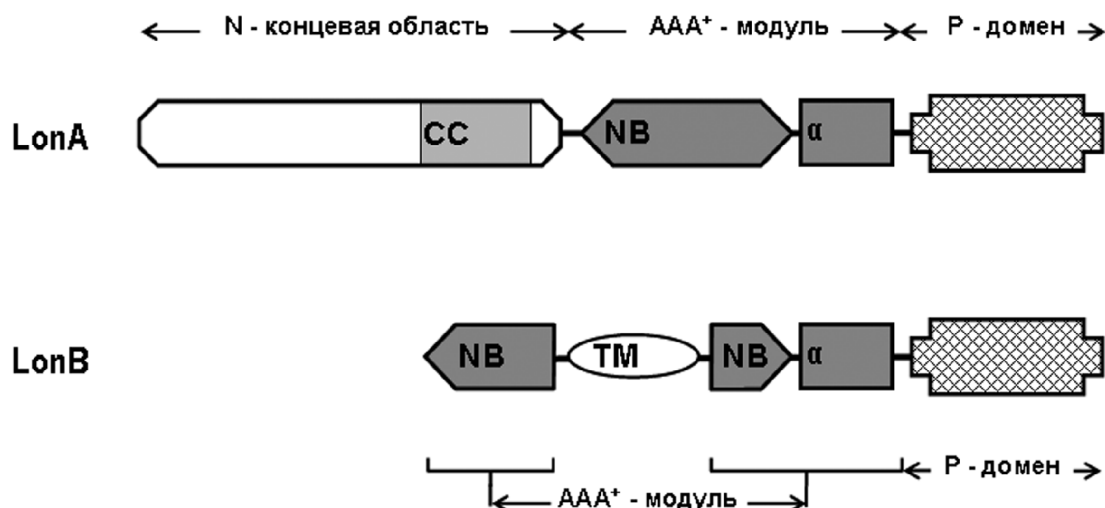 N - концевая область AAA⁺ - модуль P - домен
LonA CC NB α
LonB NB TM NB α
P - домен
AAA⁺ - модуль